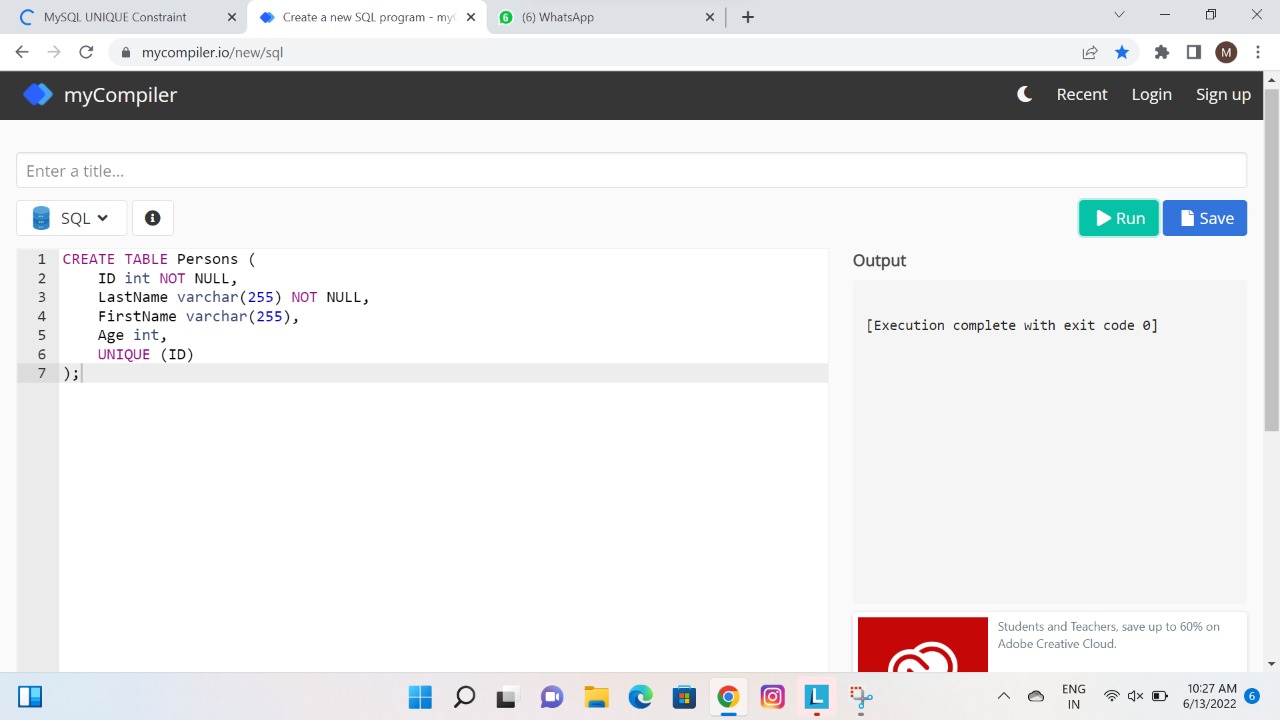 MySQL UNIQUE Constraint
Create a new SQL program - my
(6) WhatsApp
mycompiler.io/new/sql
M
myCompiler
Recent
Login
Sign up
Enter a title...
SQL
Run
Save
1 CREATE TABLE Persons (
2 ID int NOT NULL,
3 LastName varchar(255) NOT NULL,
4 FirstName varchar(255),
5 Age int,
6 UNIQUE (ID)
7 );
Output
[Execution complete with exit code 0]
Students and Teachers, save up to 60% on
Adobe Creative Cloud.
L
ENG
IN
10:27 AM
6/13/2022
6